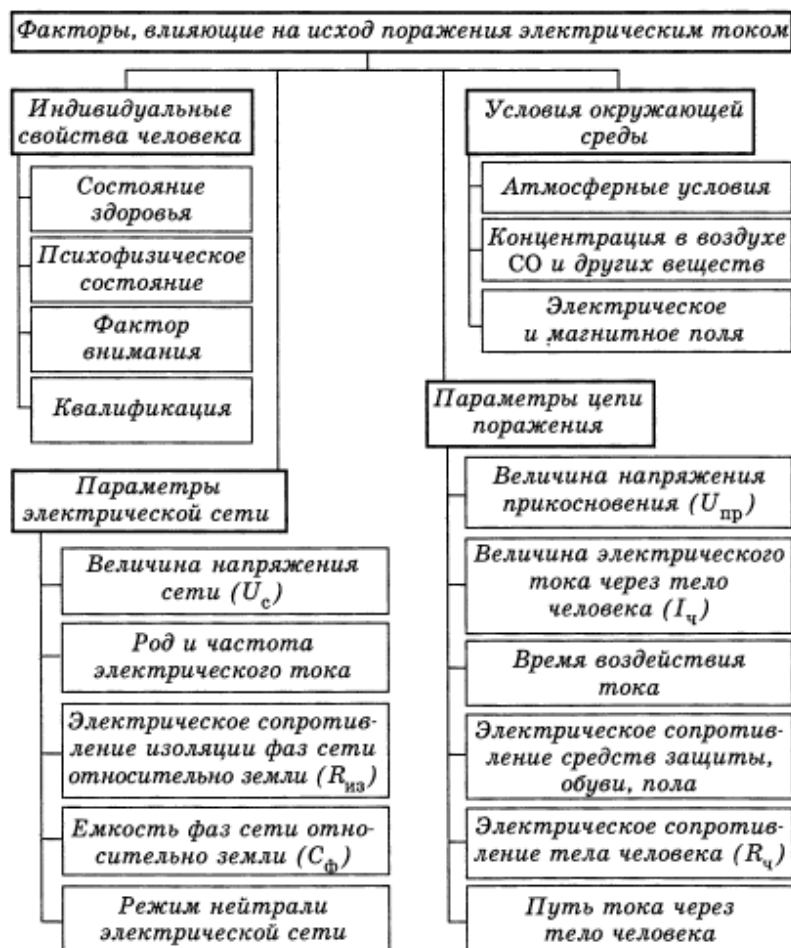 Факторы, влияющие на исход поражения электрическим током
Индивидуальные
свойства человека
Состояние
здоровья
Психофизическое
состояние
Фактор
внимания
Квалификация
Параметры
электрической сети
Величина напряжения
сети (Uс)
Род и частота
электрического тока
Электрическое сопротив-
ление изоляции фаз сети
относительно земли (Rиз)
Емкость фаз сети отно-
сительно земли (Cф)
Режим нейтрали
электрической сети
Условия окружающей
среды
Атмосферные условия
Концентрация в воздухе
СО и других веществ
Электрическое
и магнитное поля
Параметры цепи
поражения
Величина напряжения
прикосновения (Uпр)
Величина электрического
тока через тело
человека (Iч)
Время воздействия
тока
Электрическое сопротив-
ление средств защиты,
обуви, пола
Электрическое сопротив-
ление тела человека (Rч)
Путь тока через
тело человека